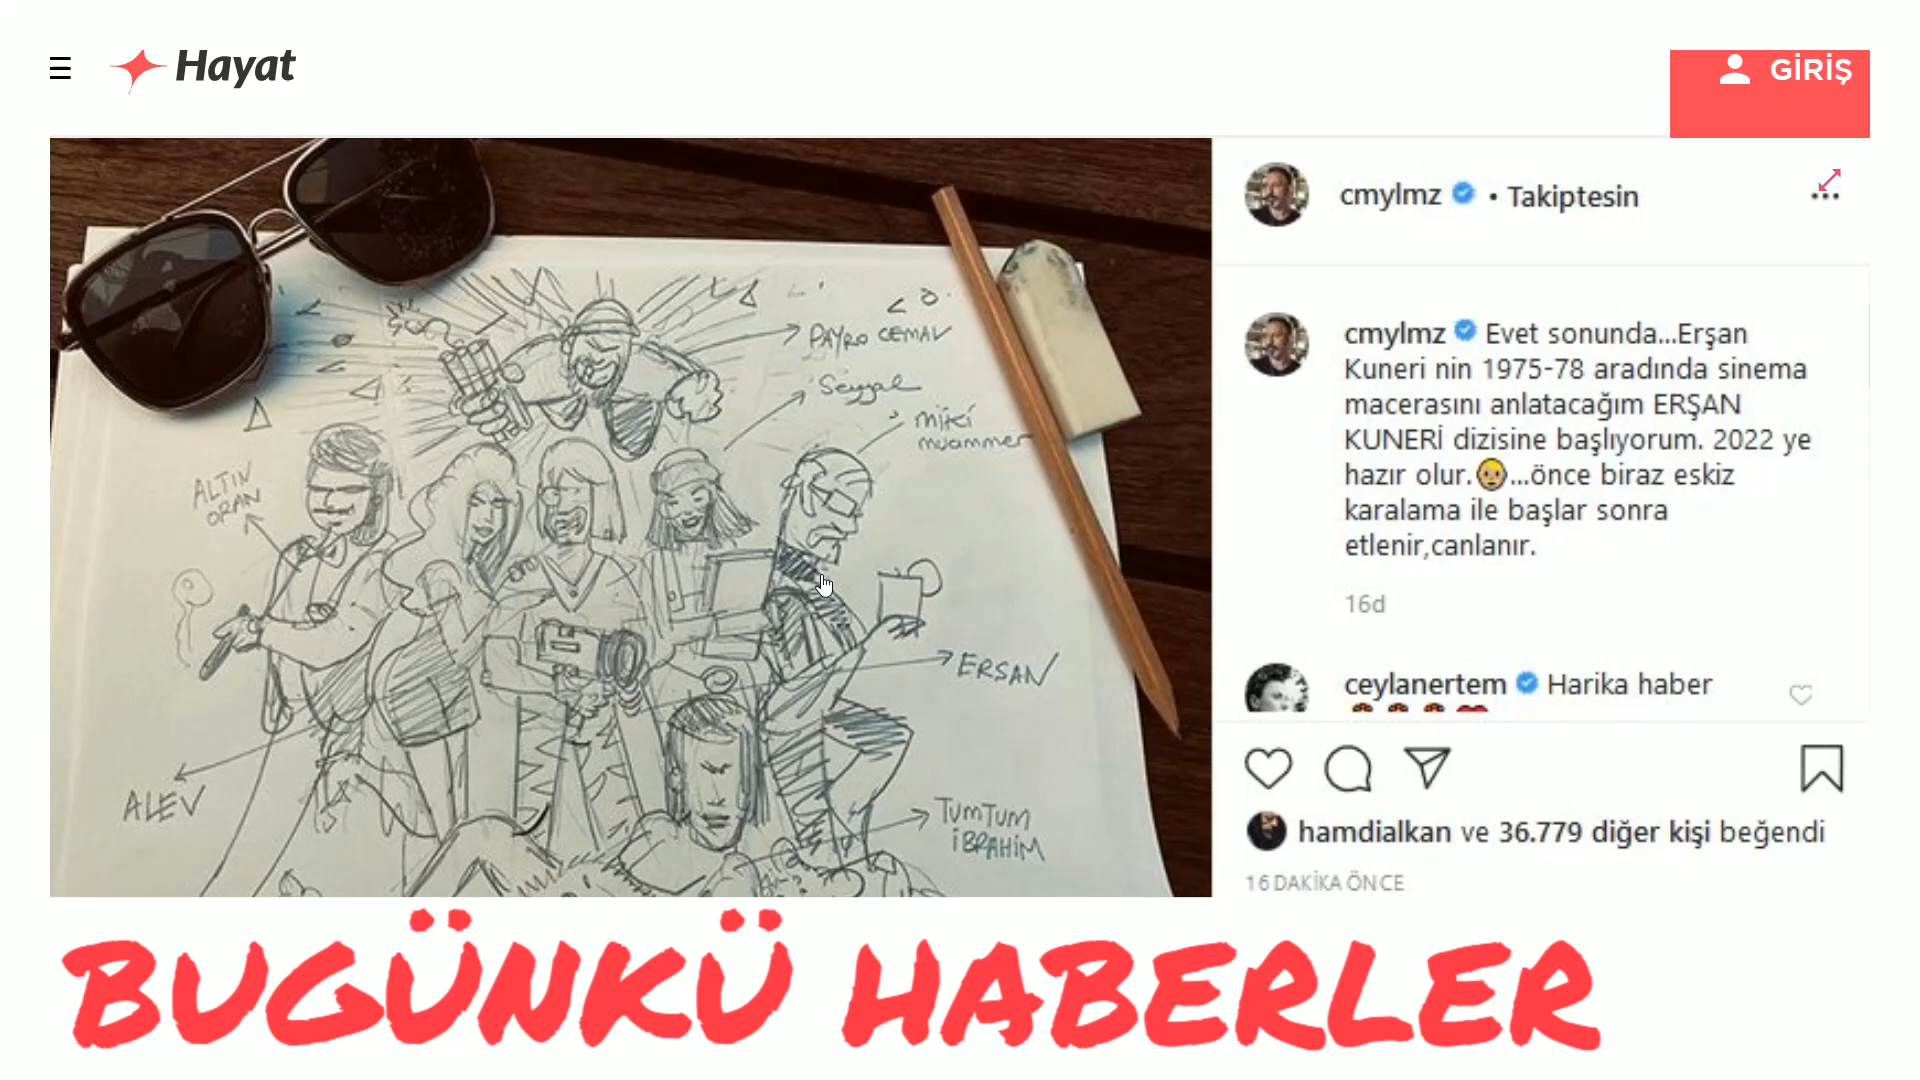 Hayat
GİRİŞ
cmylmz • Takiptesin
PAYRO CEMAL
Seyyal
Miti
muammer
ALTIN
ORAN
ERSAN
ALEV
TUMTUM
İBRAHİM
cmylmz Evet sonunda...Erşan
Kuneri nin 1975-78 aradında sinema
macerasını anlatacağım ERŞAN
KUNERİ dizisine başlıyorum. 2022 ye
hazır olur.👨🏼...önce biraz eskiz
karalama ile başlar sonra
etlenir,canlanır.
16d
ceylanertem Harika haber
hamdialkan ve 36.779 diğer kişi beğendi
16 DAKİKA ÖNCE
BUGÜNKÜ HABERLER